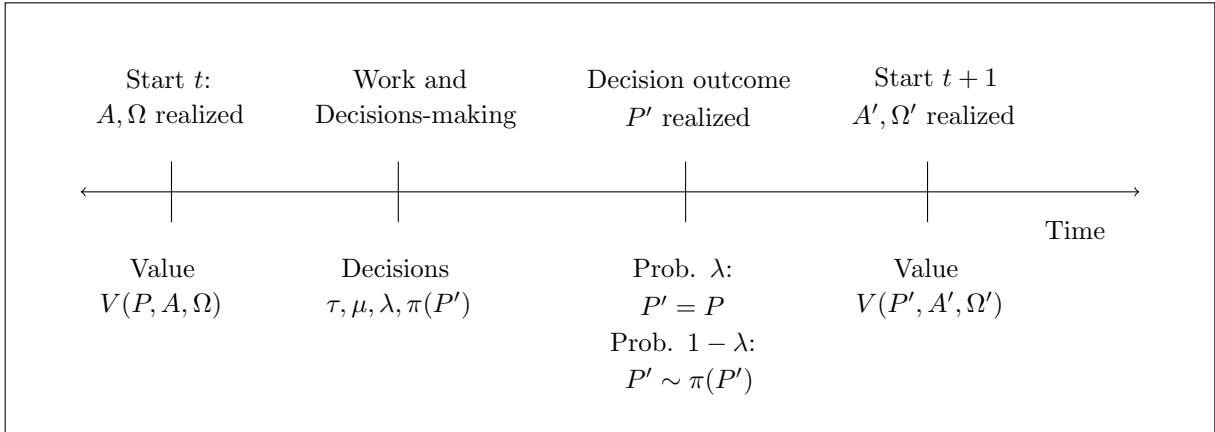 Start t:
A, Ω realized
Work and
Decisions-making
Decision outcome
P′ realized
Start t + 1
A′, Ω′ realized
Time
Value
V(P, A, Ω)
Decisions
τ, μ, λ, π(P′)
Prob. λ:
P′ = P
Prob. 1 − λ:
P′ ∼ π(P′)
Value
V(P′, A′, Ω′)